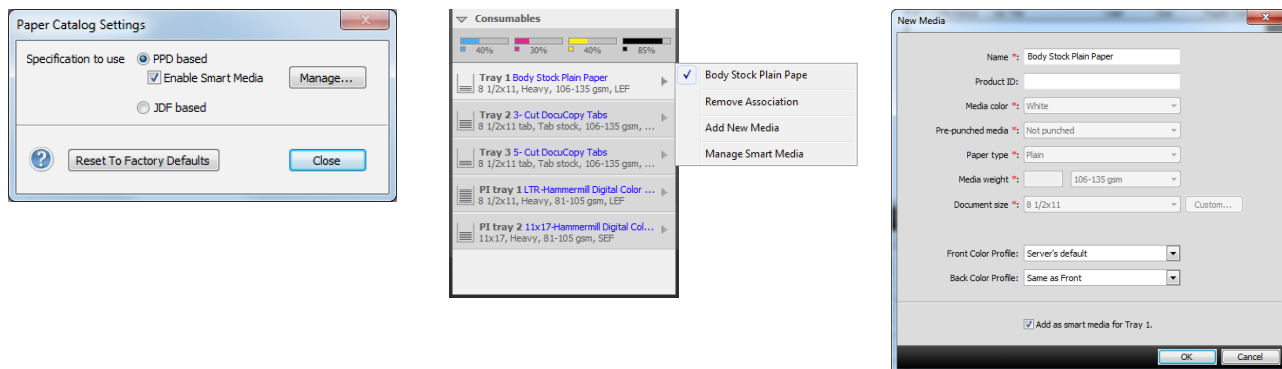 Paper Catalog Settings
Specification to use PPD based
Enable Smart Media Manage...
JDF based
Reset To Factory Defaults Close
Consumables
40% 30% 40% 85%
Tray 1 Body Stock Plain Paper
8 1/2x11, Heavy, 106-135 gsm, LEF
Tray 2 3- Cut DocuCopy Tabs
8 1/2x11 tab, Tab stock, 106-135 gsm, ...
Tray 3 5- Cut DocuCopy Tabs
8 1/2x11 tab, Tab stock, 106-135 gsm, ...
PI tray 1 LTR-Hammermill Digital Color ...
8 1/2x11, Heavy, 81-105 gsm, LEF
PI tray 2 11x17-Hammermill Digital Col...
11x17, Heavy, 81-105 gsm, SEF
Body Stock Plain Pape
Remove Association
Add New Media
Manage Smart Media
New Media
Name *: Body Stock Plain Paper
Product ID:
Media color *: White
Pre-punched media *: Not punched
Paper type *: Plain
Media weight *: 106-135 gsm
Document size *: 8 1/2x11 Custom...
Front Color Profile: Server's default
Back Color Profile: Same as Front
Add as smart media for Tray 1.
OK Cancel